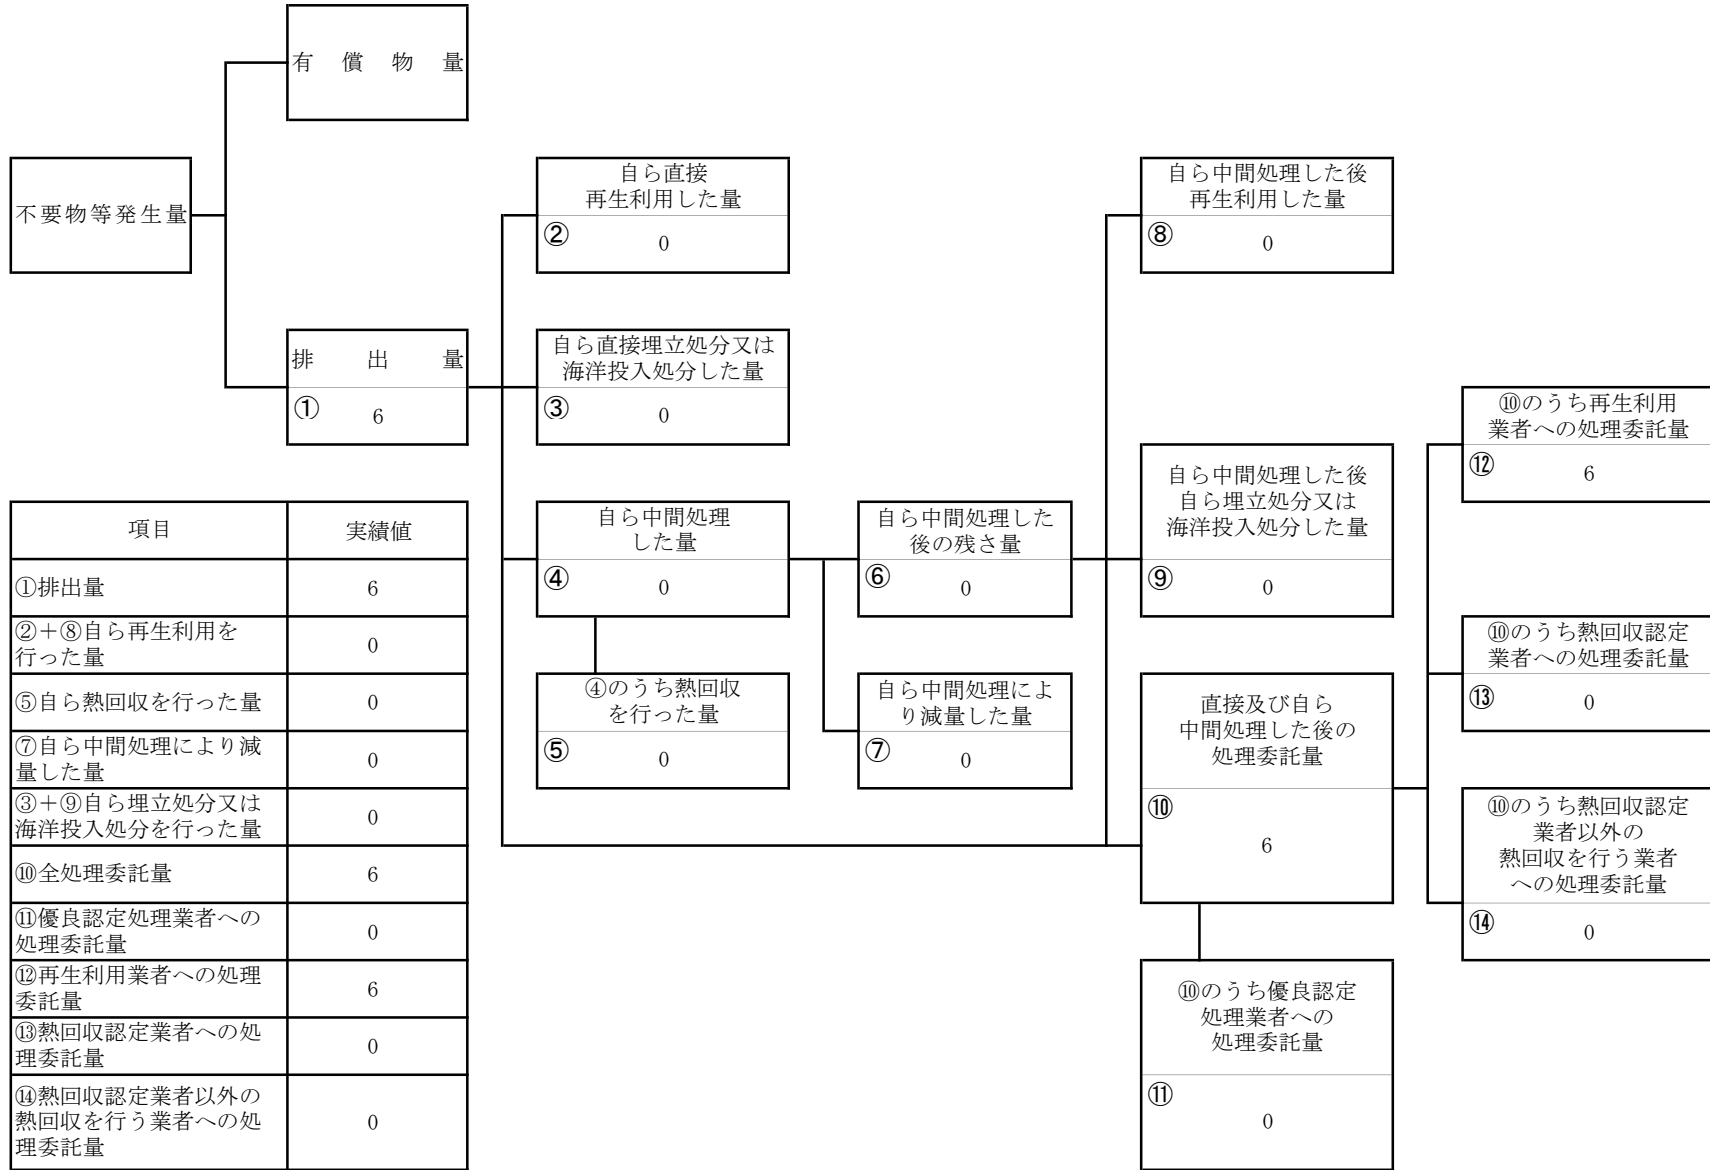 有償物量
不要物等発生量
自ら直接
再生利用した量
②
0
自ら中間処理した後
再生利用した量
⑧
0
排出量
①
6
自ら直接埋立処分又は
海洋投入処分した量
③
0
⑩のうち再生利用
業者への処理委託量
⑫
6
自ら中間処理
した量
④
0
自ら中間処理した
後の残さ量
⑥
0
自ら中間処理した後
自ら埋立処分又は
海洋投入処分した量
⑨
0
⑩のうち熱回収認定
業者への処理委託量
⑬
0
④のうち熱回収
を行った量
⑤
0
自ら中間処理によ
り減量した量
⑦
0
直接及び自ら
中間処理した後の
処理委託量
⑩
6
⑩のうち熱回収認定
業者以外の
熱回収を行う業者
への処理委託量
⑭
0
⑩のうち優良認定
処理業者への
処理委託量
⑪
0
項目 実績値
①排出量 6
②＋⑧自ら再生利用を
行った量 0
⑤自ら熱回収を行った量 0
⑦自ら中間処理により減
量した量 0
③＋⑨自ら埋立処分又は
海洋投入処分を行った量 0
⑩全処理委託量 6
⑪優良認定処理業者への
処理委託量 0
⑫再生利用業者への処理
委託量 6
⑬熱回収認定業者への処
理委託量 0
⑭熱回収認定業者以外の
熱回収を行う業者への処
理委託量 0